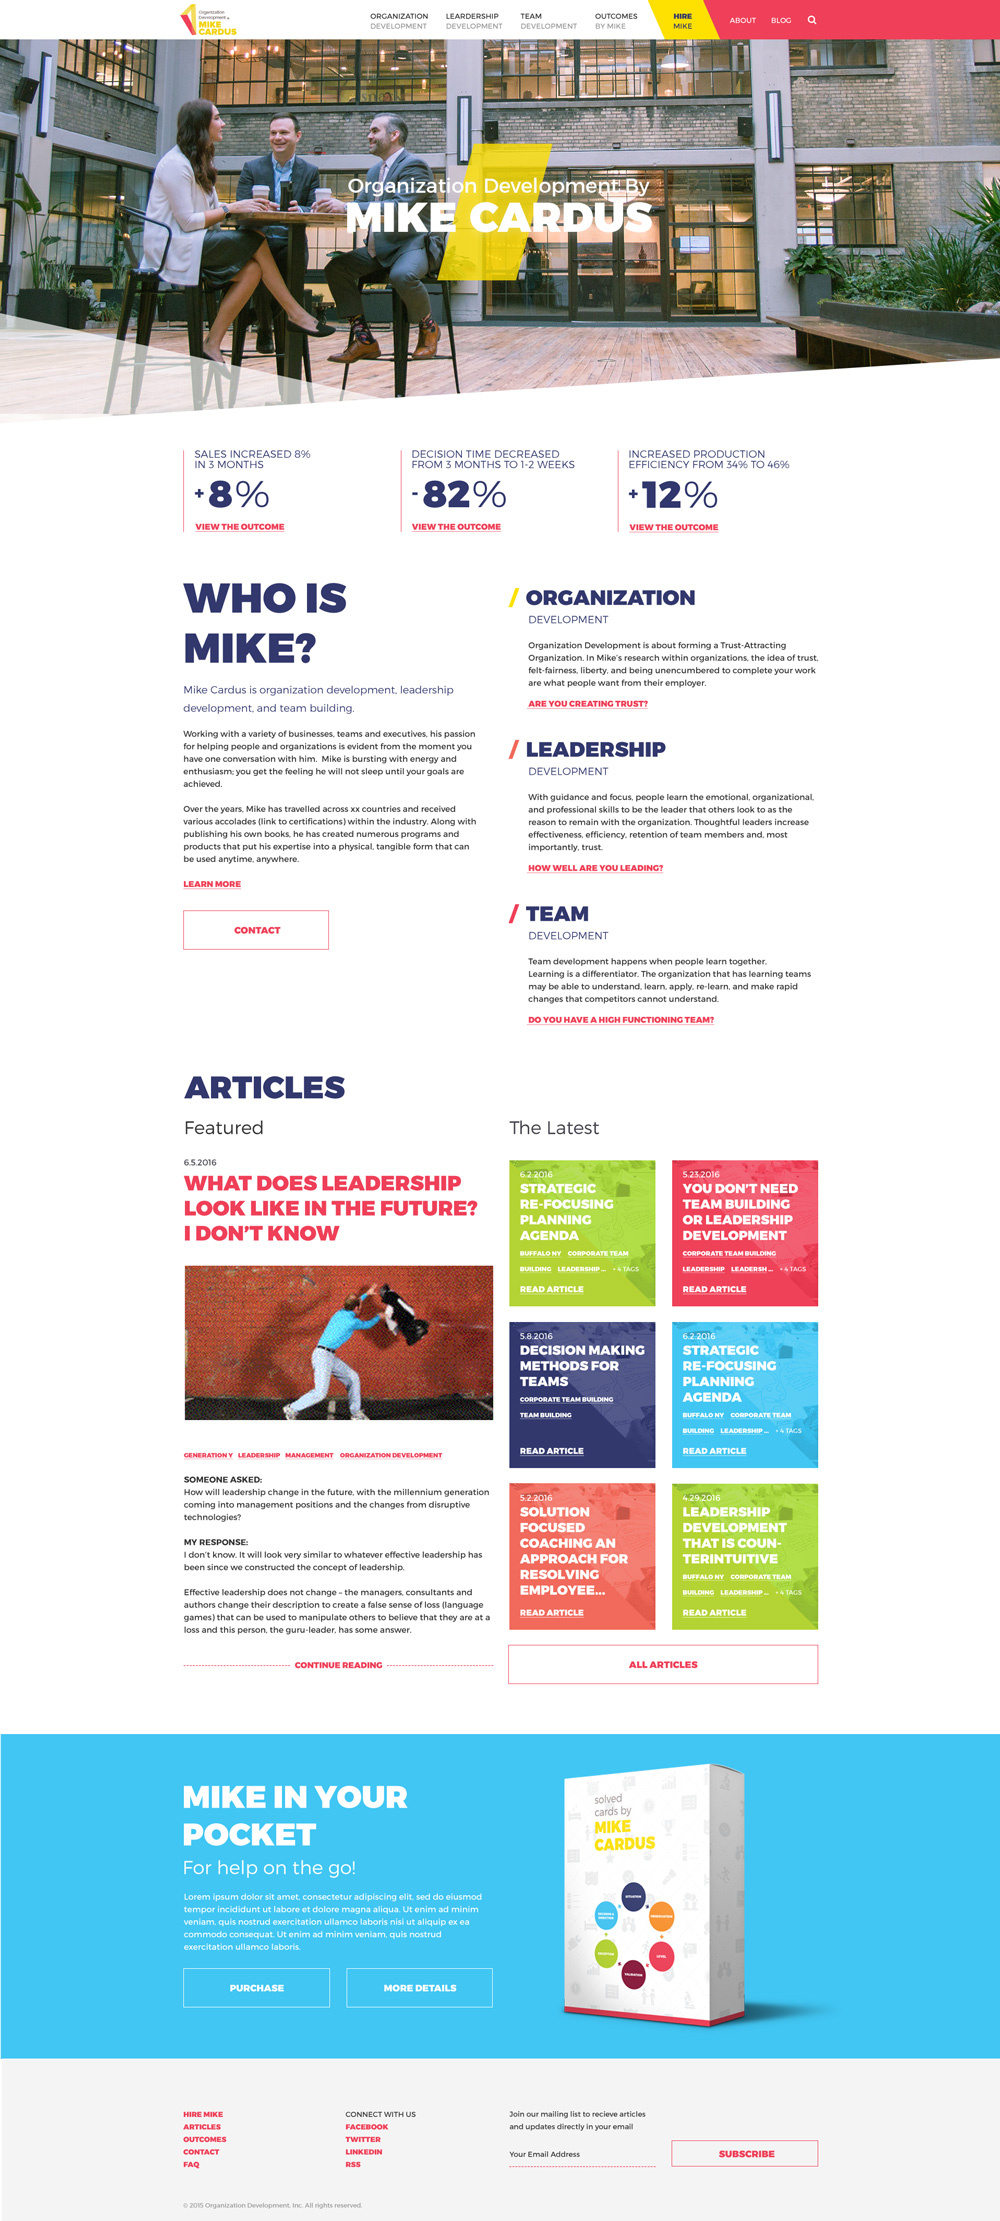 Organization
Development by
MIKE
CARDUS
ORGANIZATION
DEVELOPMENT
LEARDERSHIP
DEVELOPMENT
TEAM
DEVELOPMENT
OUTCOMES
BY MIKE
HIRE
MIKE
ABOUT
BLOG
Organization Development By
MIKE CARDUS
SALES INCREASED 8%
IN 3 MONTHS
+8%
VIEW THE OUTCOME
DECISION TIME DECREASED
FROM 3 MONTHS TO 1-2 WEEKS
-82%
VIEW THE OUTCOME
INCREASED PRODUCTION
EFFICIENCY FROM 34% TO 46%
+12%
VIEW THE OUTCOME
WHO IS
MIKE?
Mike Cardus is organization development, leadership
development, and team building.
Working with a variety of businesses, teams and executives, his passion
for helping people and organizations is evident from the moment you
have one conversation with him.  Mike is bursting with energy and
enthusiasm; you get the feeling he will not sleep until your goals are
achieved.
Over the years, Mike has travelled across xx countries and received
various accolades (link to certifications) within the industry. Along with
publishing his own books, he has created numerous programs and
products that put his expertise into a physical, tangible form that can
be used anytime, anywhere.
LEARN MORE
CONTACT
/ ORGANIZATION
DEVELOPMENT
Organization Development is about forming a Trust-Attracting
Organization. In Mike's research within organizations, the idea of trust,
felt-fairness, liberty, and being unencumbered to complete your work
are what people want from their employer.
ARE YOU CREATING TRUST?
/ LEADERSHIP
DEVELOPMENT
With guidance and focus, people learn the emotional, organizational,
and professional skills to be the leader that others look to as the
reason to remain with the organization. Thoughtful leaders increase
effectiveness, efficiency, retention of team members and, most
importantly, trust.
HOW WELL ARE YOU LEADING?
/ TEAM
DEVELOPMENT
Team development happens when people learn together.
Learning is a differentiator. The organization that has learning teams
may be able to understand, learn, apply, re-learn, and make rapid
changes that competitors cannot understand.
DO YOU HAVE A HIGH FUNCTIONING TEAM?
ARTICLES
Featured
6.5.2016
WHAT DOES LEADERSHIP
LOOK LIKE IN THE FUTURE?
I DON'T KNOW
GENERATION Y LEADERSHIP MANAGEMENT ORGANIZATION DEVELOPMENT
SOMEONE ASKED:
How will leadership change in the future, with the millennium generation
coming into management positions and the changes from disruptive
technologies?
MY RESPONSE:
I don't know. It will look very similar to whatever effective leadership has
been since we constructed the concept of leadership.
Effective leadership does not change – the managers, consultants and
authors change their description to create a false sense of loss (language
games) that can be used to manipulate others to believe that they are at a
loss and this person, the guru-leader, has some answer.
CONTINUE READING
The Latest
6.2.2016
STRATEGIC
RE-FOCUSING
PLANNING
AGENDA
BUFFALO NY CORPORATE TEAM
BUILDING LEADERSHIP ... + 4 TAGS
READ ARTICLE
5.23.2016
YOU DON'T NEED
TEAM BUILDING
OR LEADERSHIP
DEVELOPMENT
CORPORATE TEAM BUILDING
LEADERSHIP LEADERSH ... + 4 TAGS
READ ARTICLE
5.8.2016
DECISION MAKING
METHODS FOR
TEAMS
CORPORATE TEAM BUILDING
TEAM BUILDING
READ ARTICLE
6.2.2016
STRATEGIC
RE-FOCUSING
PLANNING
AGENDA
BUFFALO NY CORPORATE TEAM
BUILDING LEADERSHIP ... + 4 TAGS
READ ARTICLE
5.2.2016
SOLUTION
FOCUSED
COACHING AN
APPROACH FOR
RESOLVING
EMPLOYEE...
READ ARTICLE
4.29.2016
LEADERSHIP
DEVELOPMENT
THAT IS COUN-
TERINTUITIVE
BUFFALO NY CORPORATE TEAM
BUILDING LEADERSHIP ... + 4 TAGS
READ ARTICLE
ALL ARTICLES
MIKE IN YOUR
POCKET
For help on the go!
Lorem ipsum dolor sit amet, consectetur adipiscing elit, sed do eiusmod
tempor incididunt ut labore et dolore magna aliqua. Ut enim ad minim
veniam, quis nostrud exercitation ullamco laboris nisi ut aliquip ex ea
commodo consequat. Ut enim ad minim veniam, quis nostrud
exercitation ullamco laboris.
PURCHASE
MORE DETAILS
solved
cards by
MIKE
CARDUS
HIRE MIKE
ARTICLES
OUTCOMES
CONTACT
FAQ
CONNECT WITH US
FACEBOOK
TWITTER
LINKEDIN
RSS
Join our mailing list to recieve articles
and updates directly in your email
Your Email Address
SUBSCRIBE
© 2015 Organization Development, Inc. All rights reserved.